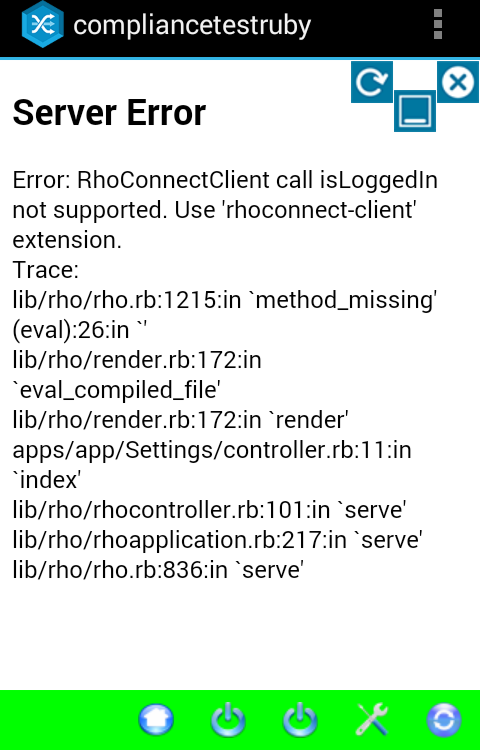 compliancetestruby
Server Error
Error: RhoConnectClient call isLoggedIn
not supported. Use 'rhoconnect-client'
extension.
Trace:
lib/rho/rho.rb:1215:in `method_missing'
(eval):26:in `'
lib/rho/render.rb:172:in
`eval_compiled_file'
lib/rho/render.rb:172:in `render'
apps/app/Settings/controller.rb:11:in
`index'
lib/rho/rhocontroller.rb:101:in `serve'
lib/rho/rhoapplication.rb:217:in `serve'
lib/rho/rho.rb:836:in `serve'